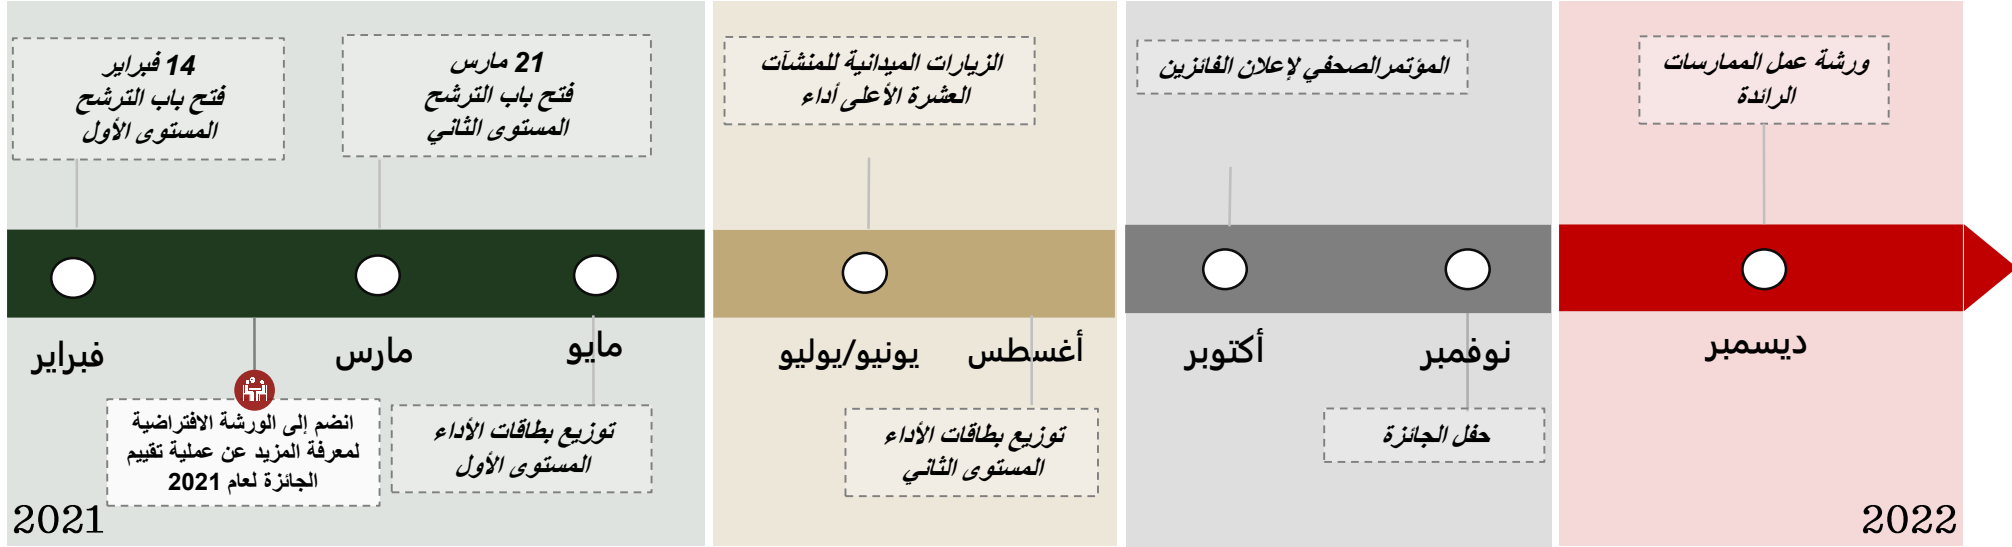 14 فبراير
فتح باب الترشح
المستوى الأول
21 مارس
فتح باب الترشح
المستوى الثاني
الزيارات الميدانية للمنشآت
العشرة الأعلى أداء
المؤتمرالصحفي لإعلان الفائزين
ورشة عمل الممارسات
الرائدة
فبراير
مارس
مايو
يونيو/يوليو
أغسطس
أكتوبر
نوفمبر
ديسمبر
انضم إلى الورشة الافتراضية
لمعرفة المزيد عن عملية تقييم
الجائزة لعام 2021
توزيع بطاقات الأداء
المستوى الأول
توزيع بطاقات الأداء
المستوى الثاني
حفل الجائزة
2021
2022